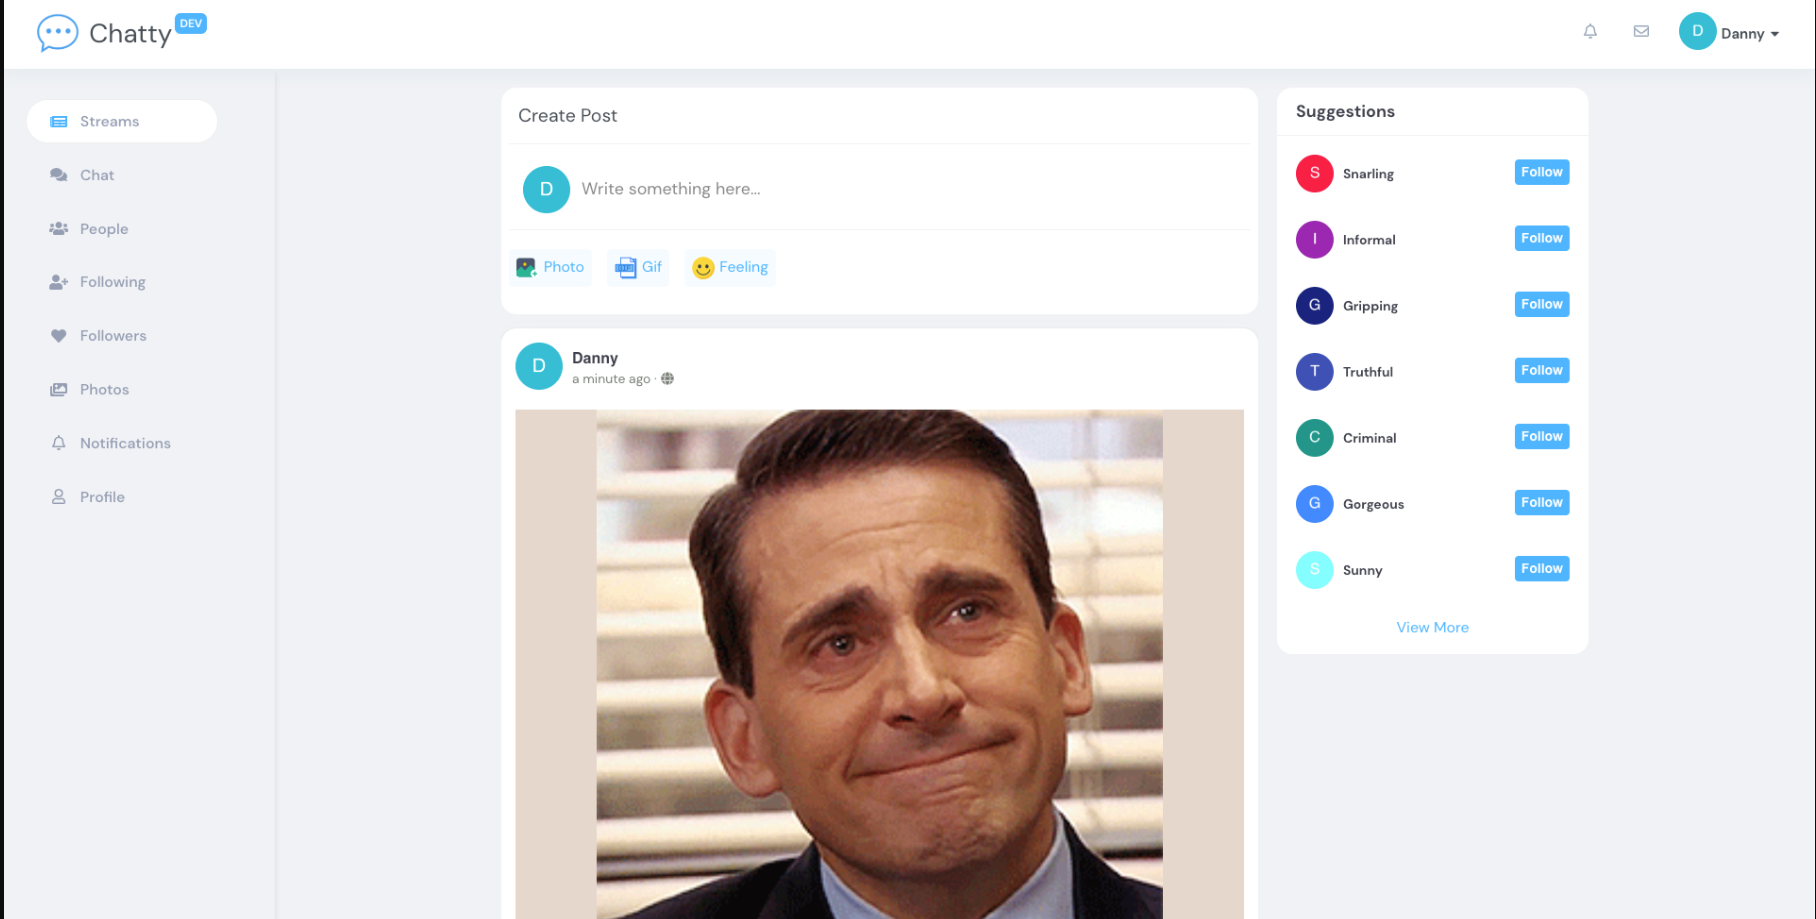 Chatty DEV
D Danny
Streams
Chat
People
Following
Followers
Photos
Notifications
Profile
Create Post
D Write something here...
Photo Gif Feeling
D Danny
a minute ago ·
Suggestions
S Snarling Follow
I Informal Follow
G Gripping Follow
T Truthful Follow
C Criminal Follow
G Gorgeous Follow
S Sunny Follow
View More